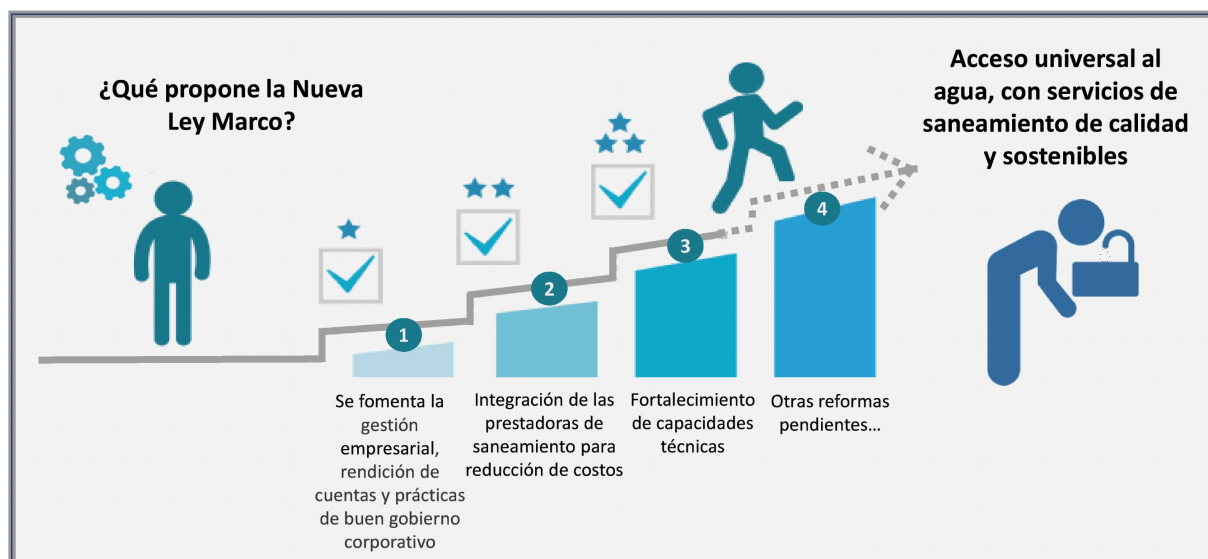 ¿Qué propone la Nueva
Ley Marco?
Acceso universal al
agua, con servicios de
saneamiento de calidad
y sostenibles
1
2
3
4
Se fomenta la
gestión
empresarial,
rendición de
cuentas y prácticas
de buen gobierno
corporativo
Integración de las
prestadoras de
saneamiento para
reducción de costos
Fortalecimiento
de capacidades
técnicas
Otras reformas
pendientes...